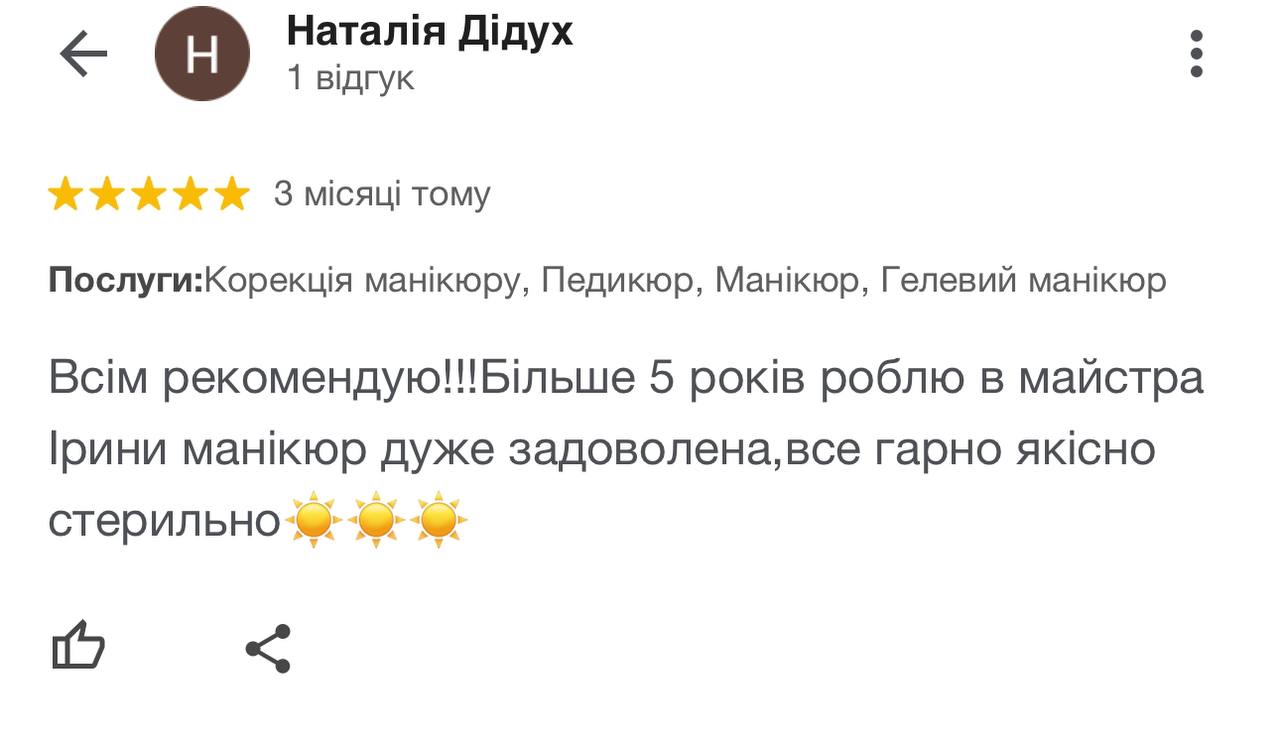 Н
Наталія Дідух
1 відгук
3 місяці тому
Послуги:Корекція манікюру, Педикюр, Манікюр, Гелевий манікюр
Всім рекомендую!!!Більше 5 років роблю в майстра
Ірини манікюр дуже задоволена,все гарно якісно
стерильно☀️☀️☀️